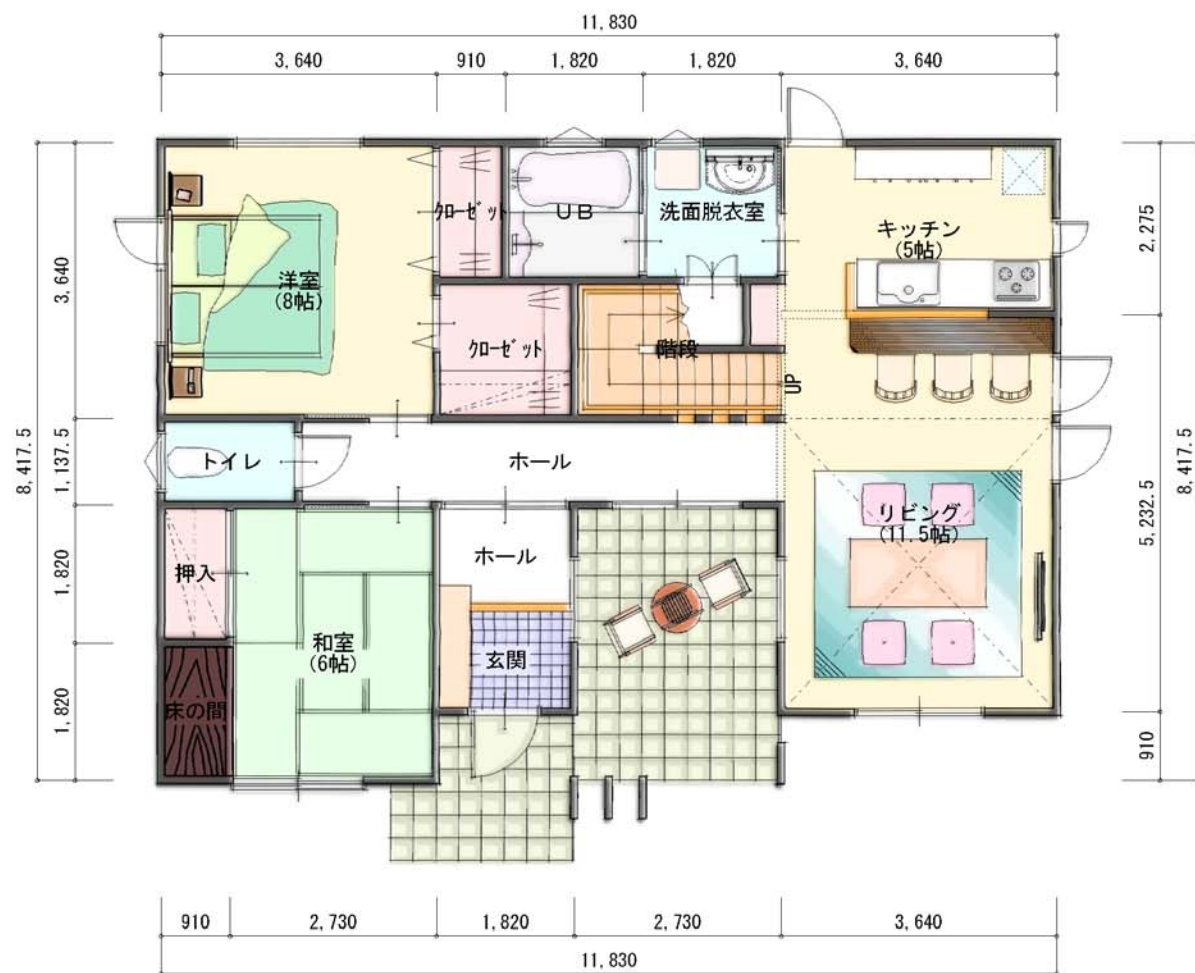 11,830
3,640
910
1,820
1,820
3,640
クローゼット
UB
洗面脱衣室
キッチン
(5帖)
洋室
(8帖)
クローゼット
階段
UP
トイレ
ホール
リビング
(11.5帖)
押入
ホール
和室
(6帖)
玄関
床の間
8,417.5
3,640
1,137.5
1,820
1,820
2,275
5,232.5
910
8,417.5
910
2,730
1,820
2,730
3,640
11,830